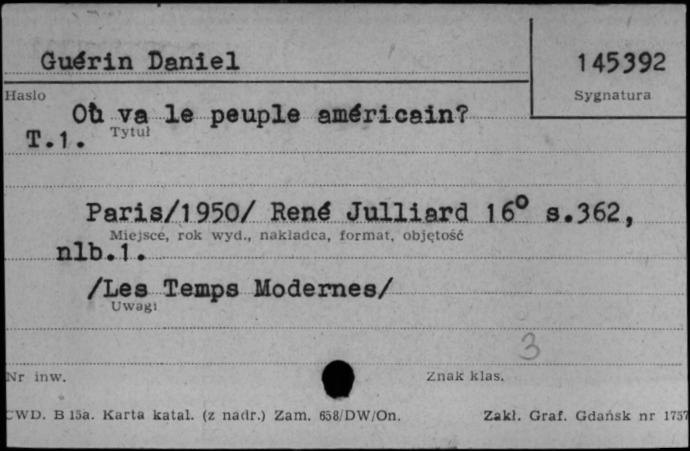 Guérin Daniel
145392
Hasło
Sygnatura
Où va le peuple américain?
Tytuł
T.1.
Paris/1950/ René Julliard 16° s.362,
Miejsce, rok wyd., nakładca, format, objętość
nlb.1.
/Les Temps Modernes/
Uwagi
3
Nr inw.
Znak klas.
CWD. B 15a. Karta katal. (z nadr.) Zam. 658/DW/On.
Zakł. Graf. Gdańsk nr 1757